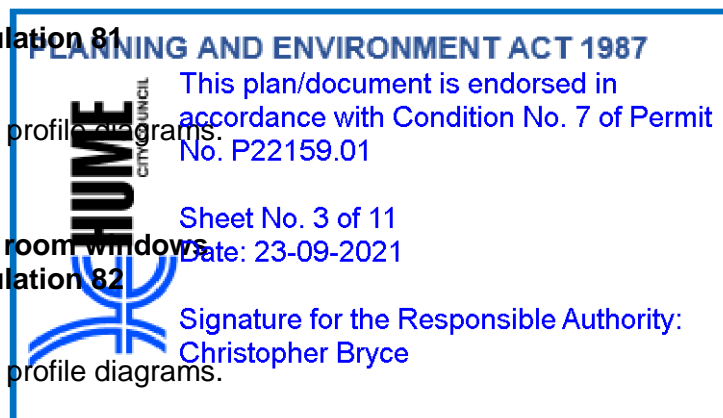 ulation 81
PLANNING AND ENVIRONMENT ACT 1987
This plan/document is endorsed in
accordance with Condition No. 7 of Permit
No. P22159.01
profile diagrams.
HUME
CITY COUNCIL
Sheet No. 3 of 11
Date: 23-09-2021
room windows
ulation 82
Signature for the Responsible Authority:
Christopher Bryce
profile diagrams.